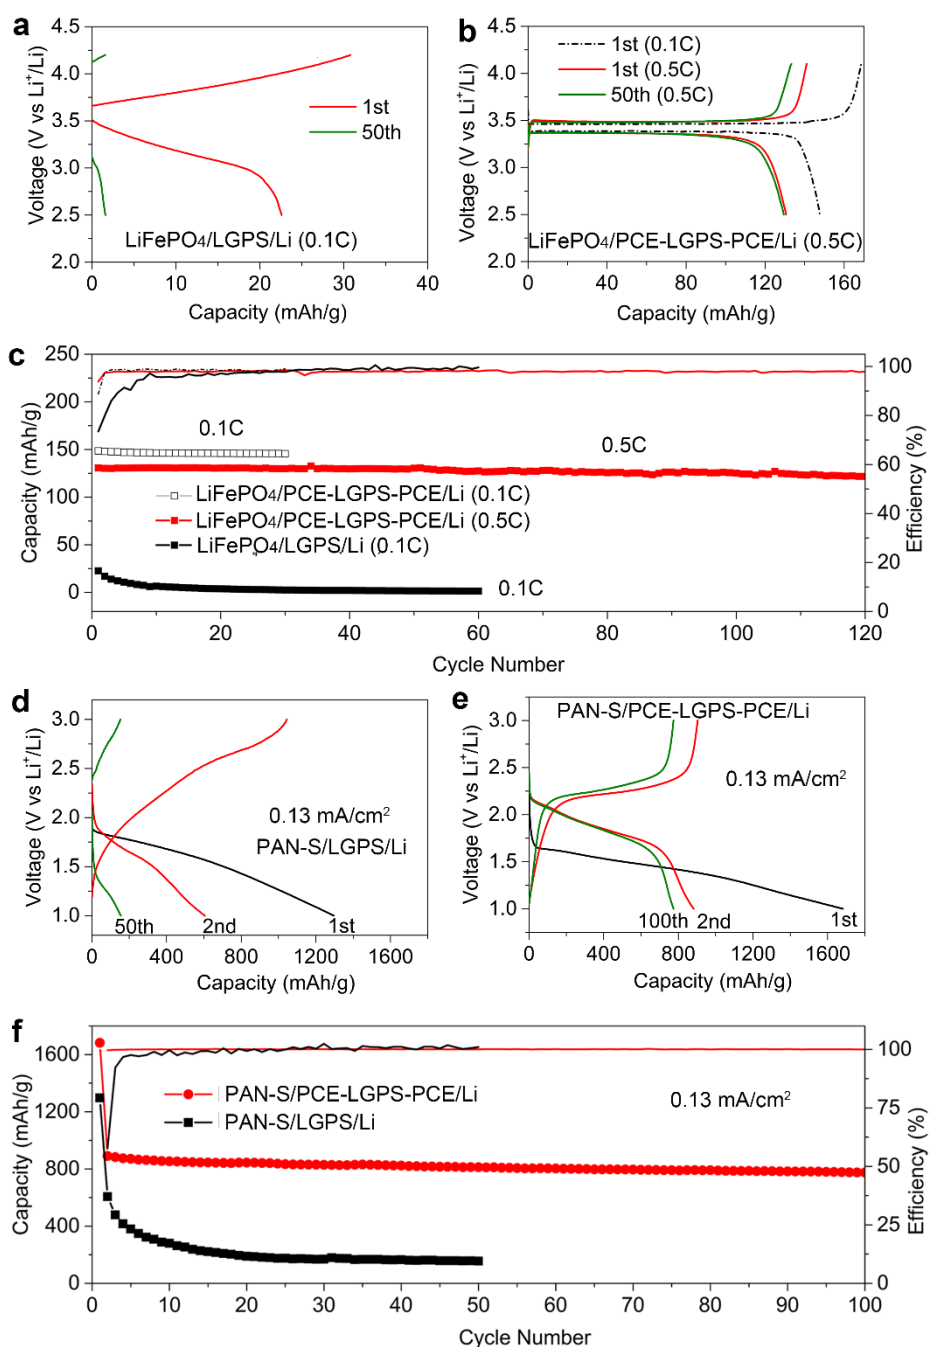 a
4.5
4.0
3.5
3.0
2.5
2.0
Voltage (V vs Li⁺/Li)
1st
50th
LiFePO₄/LGPS/Li (0.1C)
0
10
20
30
40
Capacity (mAh/g)
b
4.5
4.0
3.5
3.0
2.5
2.0
Voltage (V vs Li⁺/Li)
1st (0.1C)
1st (0.5C)
50th (0.5C)
LiFePO₄/PCE-LGPS-PCE/Li (0.5C)
0
40
80
120
160
Capacity (mAh/g)
c
250
200
150
100
50
0
Capacity (mAh/g)
0.1C
0.5C
LiFePO₄/PCE-LGPS-PCE/Li (0.1C)
LiFePO₄/PCE-LGPS-PCE/Li (0.5C)
LiFePO₄/LGPS/Li (0.1C)
0.1C
100
80
60
40
20
0
Efficiency (%)
0
20
40
60
80
100
120
Cycle Number
d
3.0
2.5
2.0
1.5
1.0
Voltage (V vs Li⁺/Li)
0.13 mA/cm²
PAN-S/LGPS/Li
50th
2nd
1st
0
400
800
1200
1600
Capacity (mAh/g)
e
3.0
2.5
2.0
1.5
1.0
Voltage (V vs Li⁺/Li)
PAN-S/PCE-LGPS-PCE/Li
0.13 mA/cm²
100th
2nd
1st
0
400
800
1200
1600
Capacity (mAh/g)
f
1600
1200
800
400
0
Capacity (mAh/g)
PAN-S/PCE-LGPS-PCE/Li
PAN-S/LGPS/Li
0.13 mA/cm²
100
75
50
25
0
Efficiency (%)
0
10
20
30
40
50
60
70
80
90
100
Cycle Number